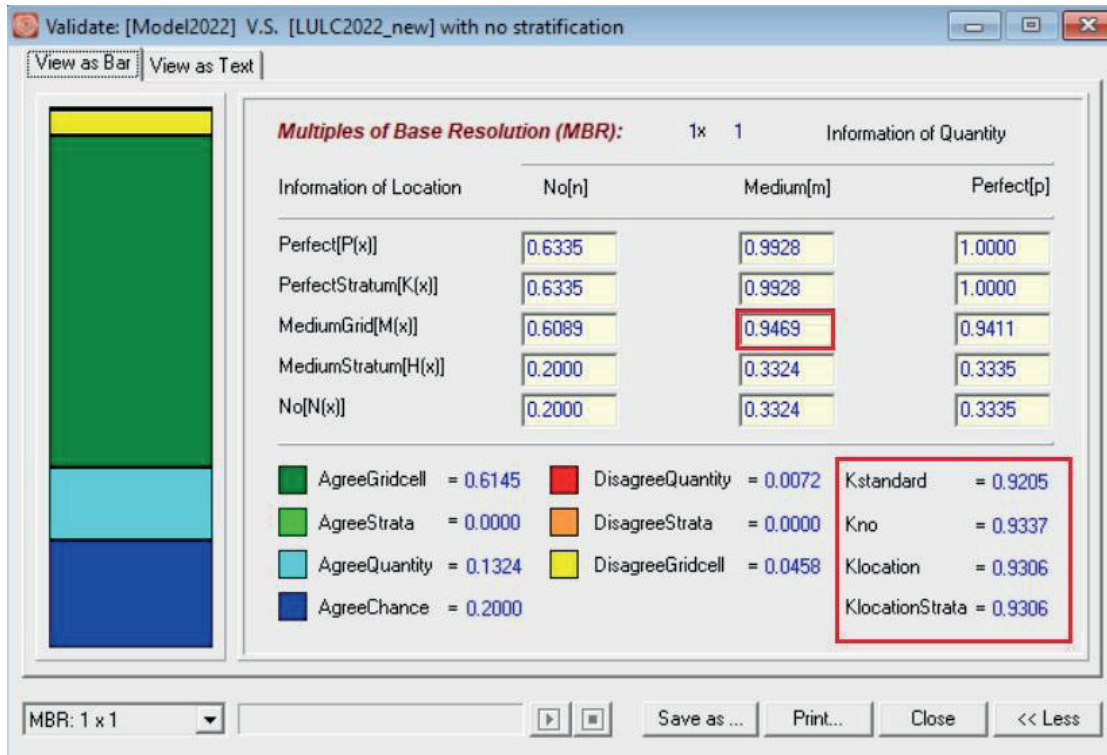 Validate: [Model2022] V.S. [LULC2022_new] with no stratification
View as Bar View as Text
Multiples of Base Resolution (MBR): 1x 1 Information of Quantity
Information of Location No[n] Medium[m] Perfect[p]
Perfect[P(x)] 0.6335 0.9928 1.0000
PerfectStratum[K(x)] 0.6335 0.9928 1.0000
MediumGrid[M(x)] 0.6089 0.9469 0.9411
MediumStratum[H(x)] 0.2000 0.3324 0.3335
No[N(x)] 0.2000 0.3324 0.3335
AgreeGridcell = 0.6145 DisagreeQuantity = 0.0072 Kstandard = 0.9205
AgreeStrata = 0.0000 DisagreeStrata = 0.0000 Kno = 0.9337
AgreeQuantity = 0.1324 DisagreeGridcell = 0.0458 Klocation = 0.9306
AgreeChance = 0.2000 KlocationStrata = 0.9306
MBR: 1 x 1 Save as ... Print... Close << Less